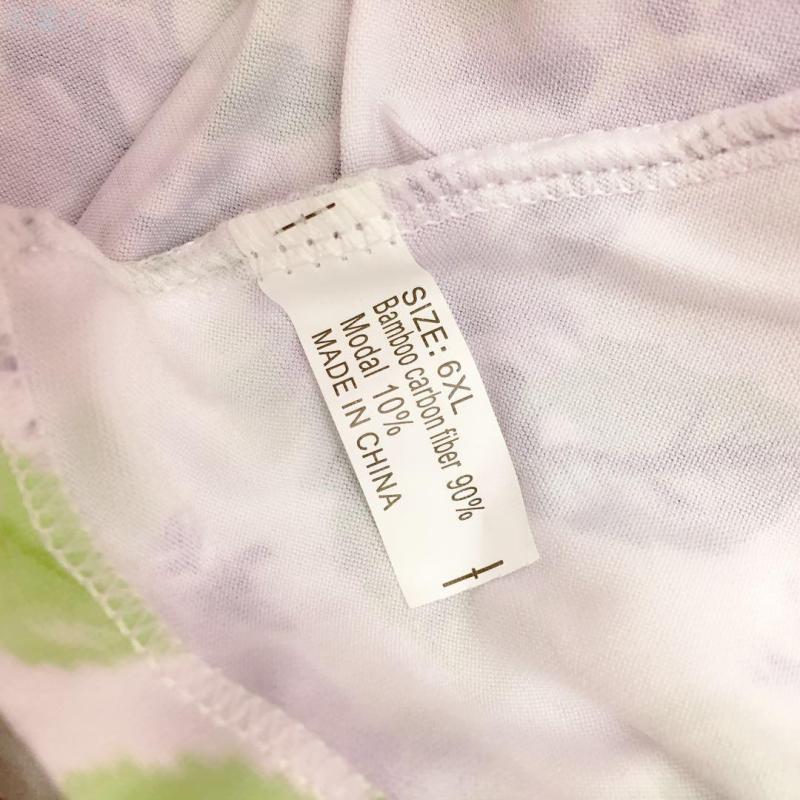 SIZE: 6XL
Bamboo carbon fiber 90%
Modal 10%
MADE IN CHINA